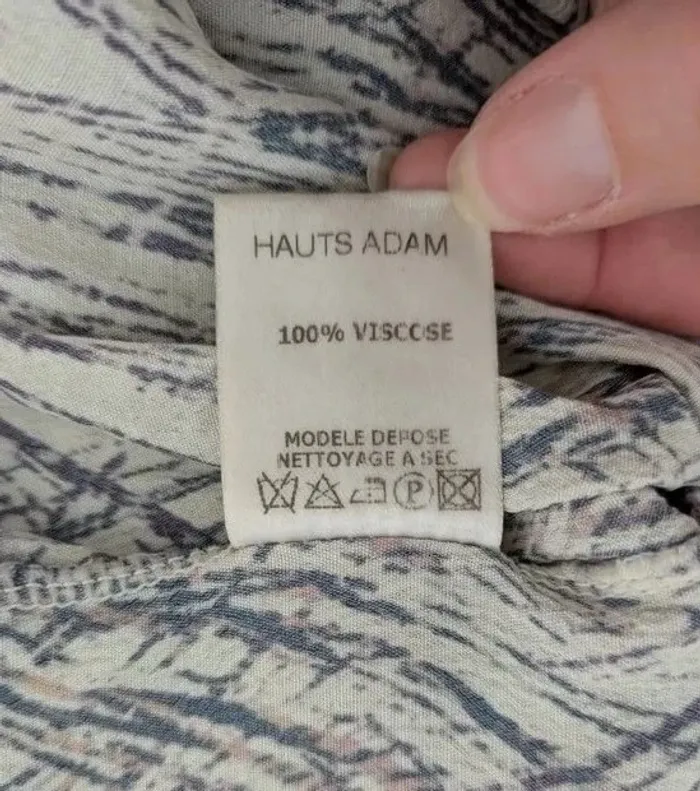 HAUTS ADAM
100% VISCOSE
MODELE DEPOSE
NETTOYAGE A SEC
P